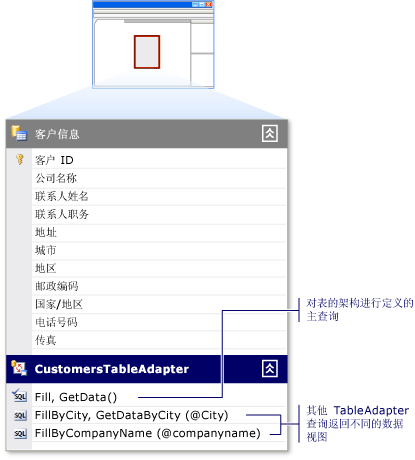 客户信息
客户 ID
公司名称
联系人姓名
联系人职务
地址
城市
地区
邮政编码
国家/地区
电话号码
传真
对表的架构进行定义的
主查询
CustomersTableAdapter
SQL Fill, GetData()
SQL FillByCity, GetDataByCity (@City)
SQL FillByCompanyName (@companyname)
其他 TableAdapter
查询返回不同的数据
视图